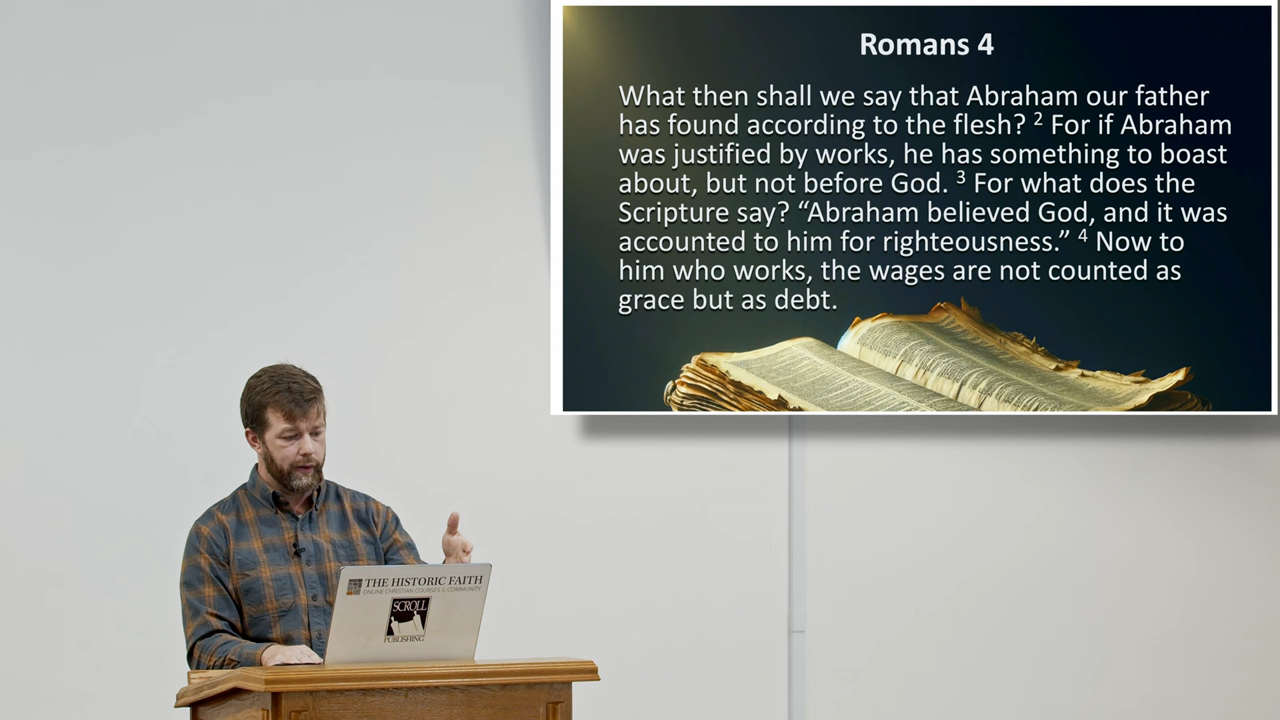 Romans 4
What then shall we say that Abraham our father
has found according to the flesh? 2 For if Abraham
was justified by works, he has something to boast
about, but not before God. 3 For what does the
Scripture say? “Abraham believed God, and it was
accounted to him for righteousness.” 4 Now to
him who works, the wages are not counted as
grace but as debt.
THE HISTORIC FAITH
ONLINE CHRISTIAN COURSES & COMMUNITY
SCROLL
PUBLISHING